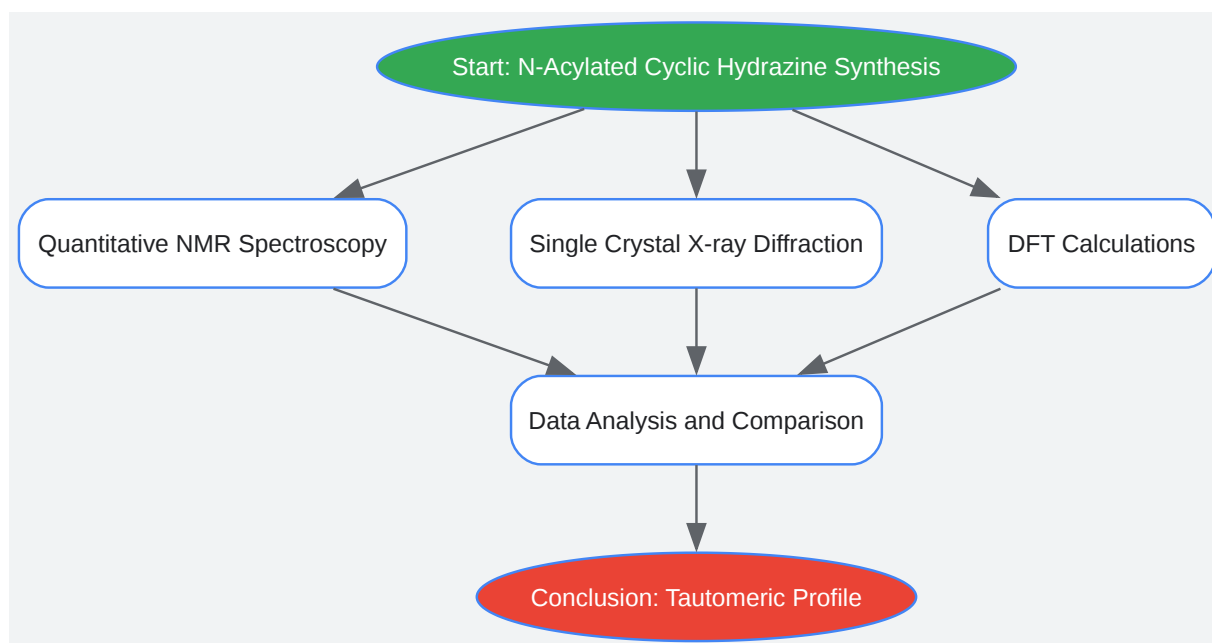 Start: N-Acylated Cyclic Hydrazine Synthesis
Quantitative NMR Spectroscopy
Single Crystal X-ray Diffraction
DFT Calculations
Data Analysis and Comparison
Conclusion: Tautomeric Profile